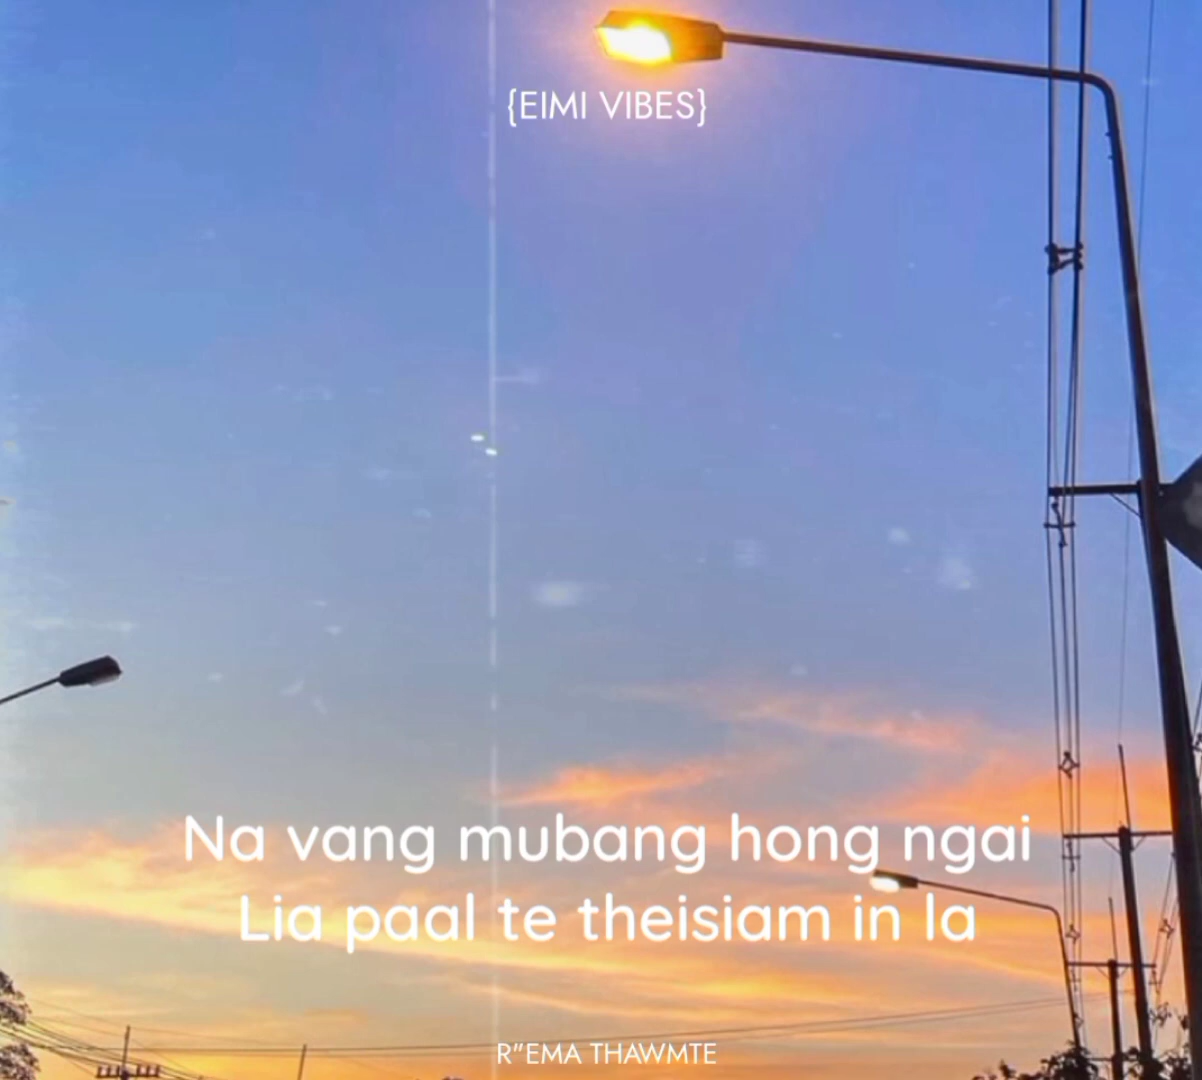 {EIMI VIBES}
Na vang mubang hong ngai
Lia paal te theisiam in la
R"EMA THAWMTE